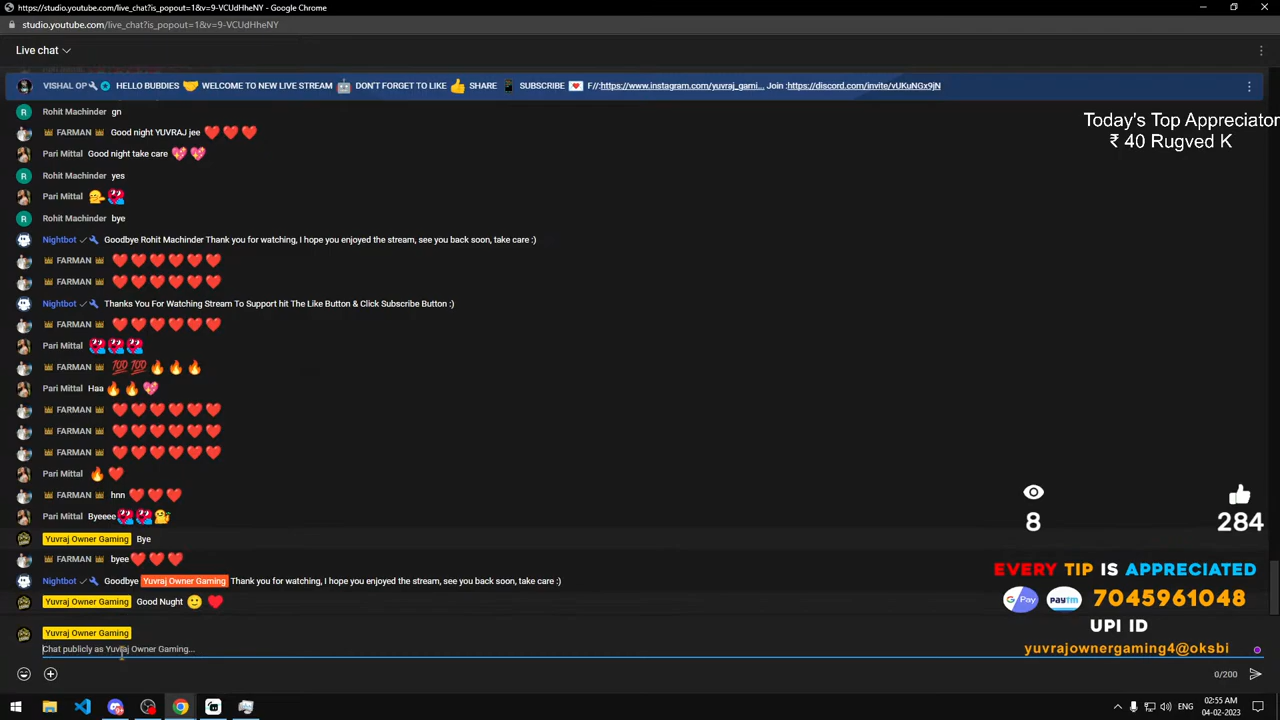 https://studio.youtube.com/live_chat?is_popout=1&v=9-VCUdHheNY - Google Chrome
studio.youtube.com/live_chat?is_popout=1&v=9-VCUdHheNY
Live chat
VISHAL OP HELLO BUBDIES 🤝 WELCOME TO NEW LIVE STREAM 🤖 DON'T FORGET TO LIKE 👍 SHARE 📱 SUBSCRIBE 💌 F//:https://www.instagram.com/yuvraj_gami... Join :https://discord.com/invite/vUKuNGx9jN
Today's Top Appreciator
₹ 40 Rugved K
R Rohit Machinder gn
👑 FARMAN 👑 Good night YUVRAJ jee ❤️❤️❤️
Pari Mittal Good night take care 💖💖
R Rohit Machinder yes
Pari Mittal
R Rohit Machinder bye
Nightbot Goodbye Rohit Machinder Thank you for watching, I hope you enjoyed the stream, see you back soon, take care :)
👑 FARMAN 👑 ❤️❤️❤️❤️❤️❤️
👑 FARMAN 👑 ❤️❤️❤️❤️❤️❤️
Nightbot Thanks You For Watching Stream To Support hit The Like Button & Click Subscribe Button :)
👑 FARMAN 👑 ❤️❤️❤️❤️❤️❤️
Pari Mittal
👑 FARMAN 👑 💯💯🔥🔥🔥
Pari Mittal Haa 🔥🔥💖
👑 FARMAN 👑 ❤️❤️❤️❤️❤️❤️
👑 FARMAN 👑 ❤️❤️❤️❤️❤️❤️
👑 FARMAN 👑 ❤️❤️❤️❤️❤️❤️
Pari Mittal 🔥❤️
👑 FARMAN 👑 hnn ❤️❤️❤️
Pari Mittal Byeeee
Yuvraj Owner Gaming Bye
👑 FARMAN 👑 byee❤️❤️❤️
Nightbot Goodbye Yuvraj Owner Gaming Thank you for watching, I hope you enjoyed the stream, see you back soon, take care :)
Yuvraj Owner Gaming Good Nught 🙂❤️
Yuvraj Owner Gaming
Chat publicly as Yuvraj Owner Gaming...
0/200
8
284
EVERY TIP IS APPRECIATED
G Pay paytm 7045961048
UPI ID
yuvrajownergaming4@oksbi
ENG
02:55 AM
04-02-2023